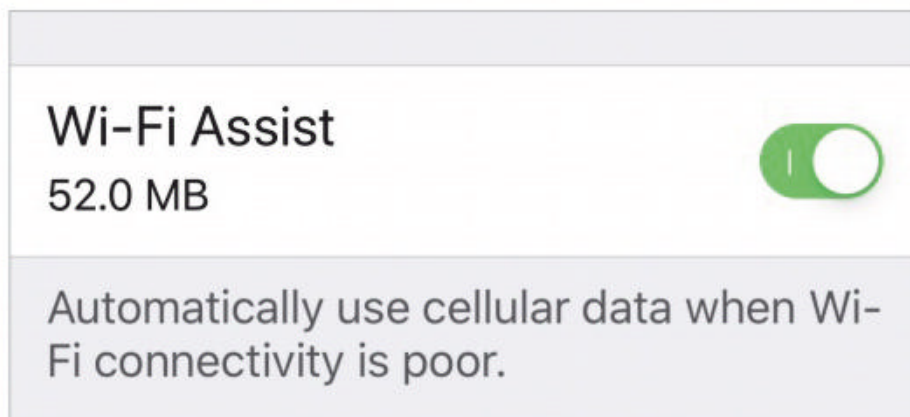 Wi-Fi Assist
52.0 MB
Automatically use cellular data when Wi-
Fi connectivity is poor.